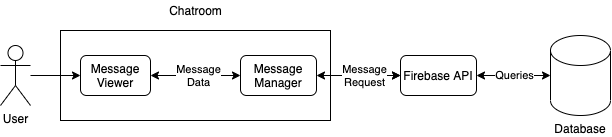 Chatroom
User
Message
Viewer
Message
Data
Message
Manager
Message
Request
Firebase API
Queries
Database